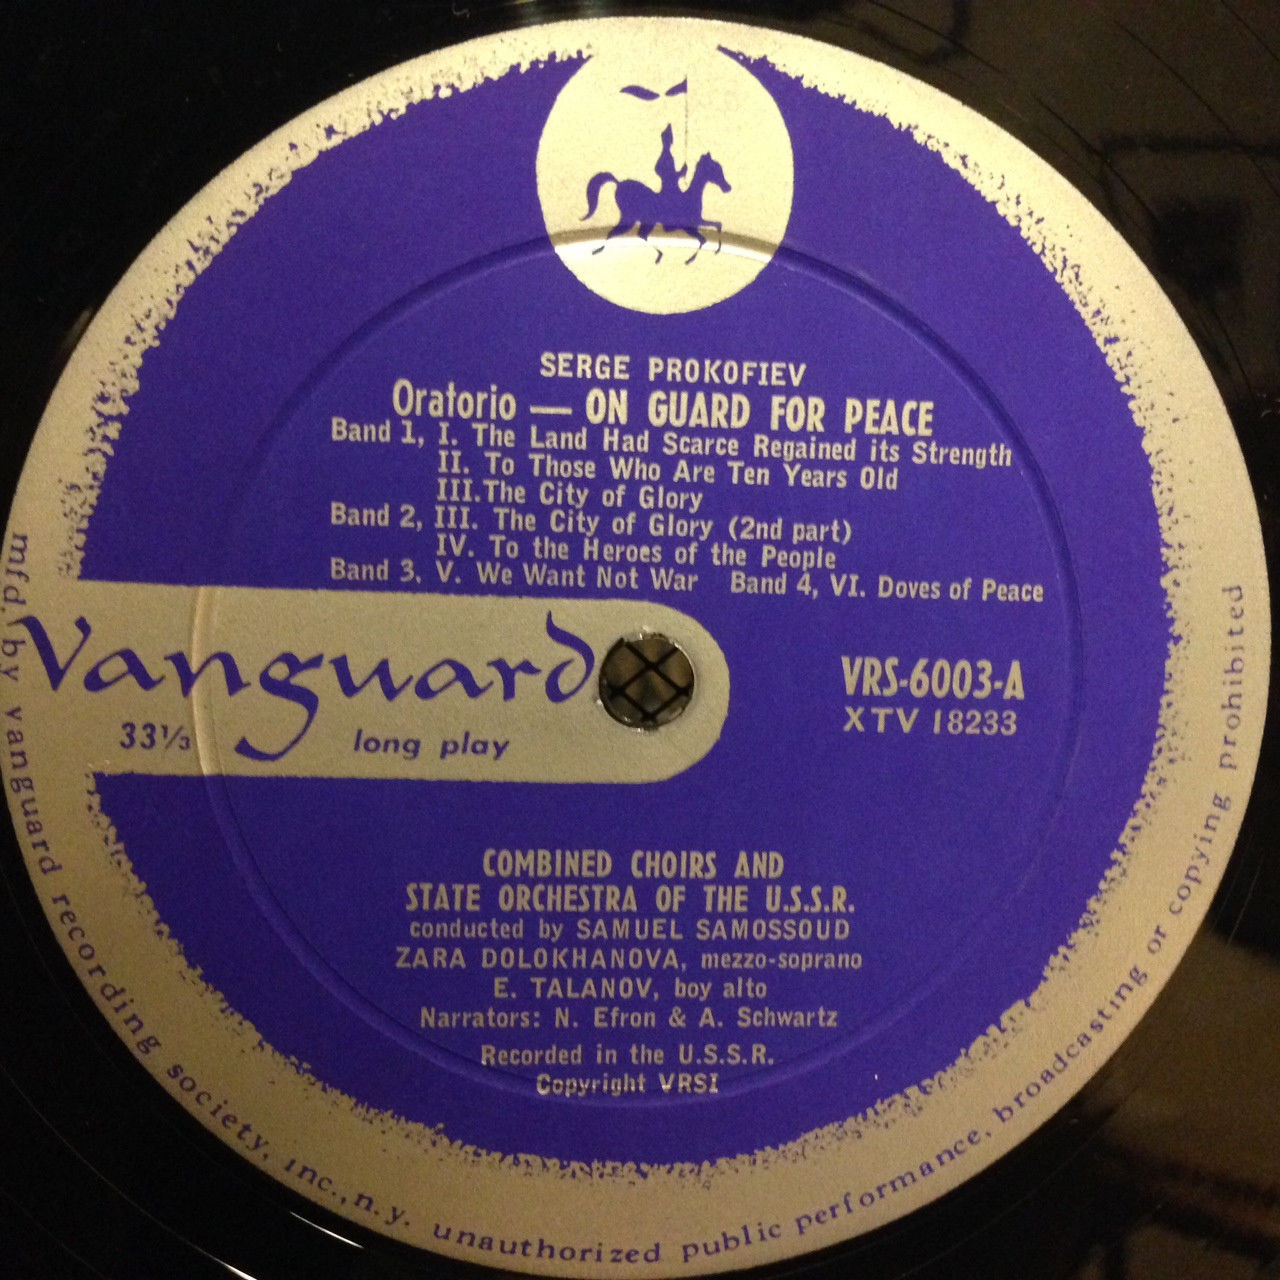 SERGE PROKOFIEV
Oratorio — ON GUARD FOR PEACE
Band 1, I. The Land Had Scarce Regained its Strength
II. To Those Who Are Ten Years Old
III.The City of Glory
Band 2, III. The City of Glory (2nd part)
IV. To the Heroes of the People
Band 3. V. We Want Not War Band 4, VI. Doves of Peace
Vanguard
33⅓ long play
VRS-6003-A
XTV 18233
COMBINED CHOIRS AND
STATE ORCHESTRA OF THE U.S.S.R.
conducted by SAMUEL SAMOSSOUD
ZARA DOLOKHANOVA, mezzo-soprano
E. TALANOV, boy alto
Narrators: N. Efron & A. Schwartz
Recorded in the U.S.S.R.
Copyright VRSI
mfd. by vanguard recording society, inc., n.y. unauthorized public performance, broadcasting or copying prohibited